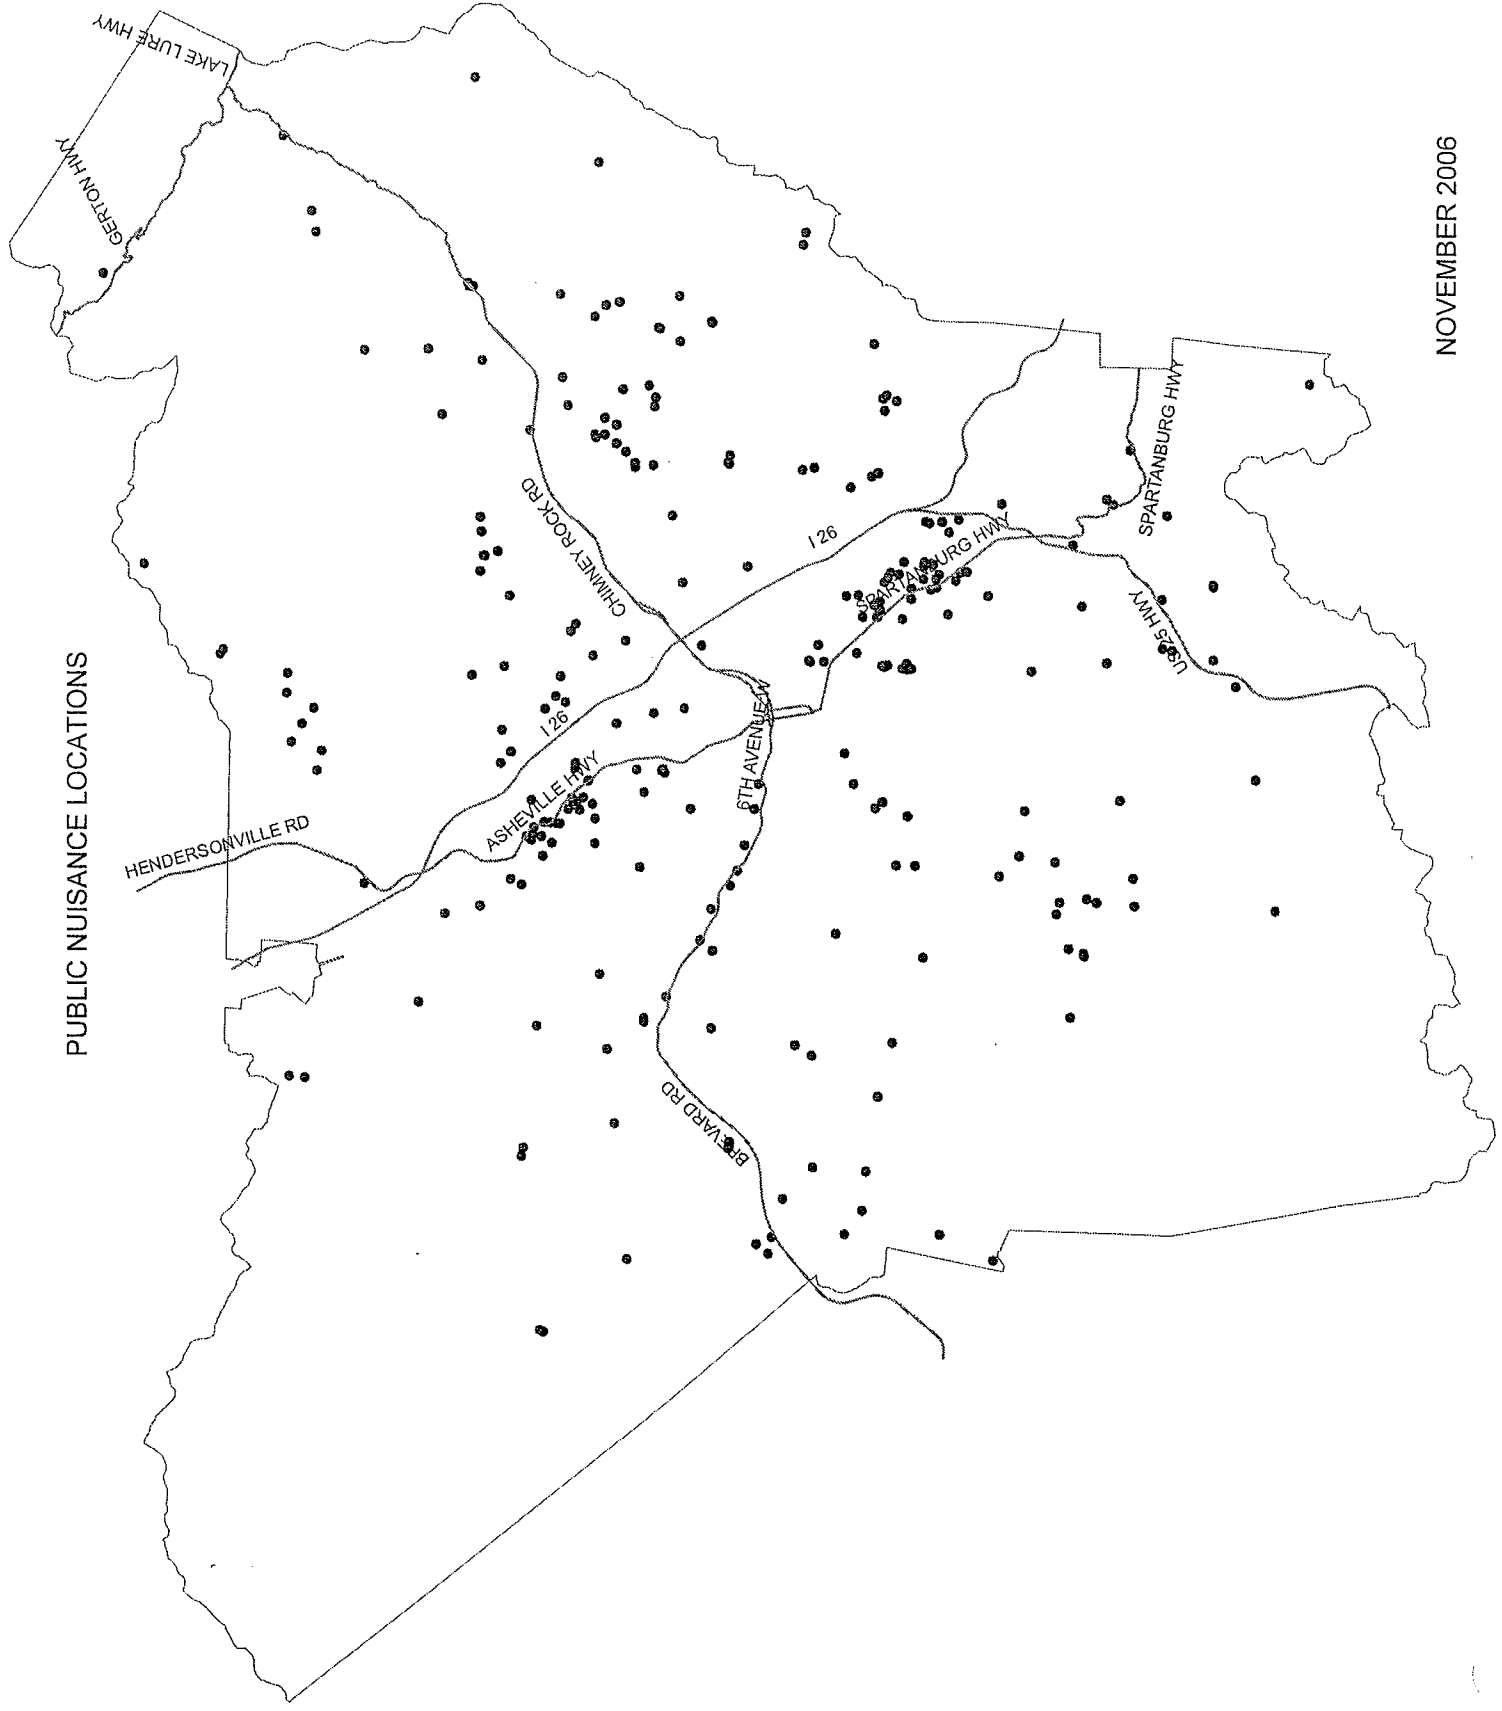 PUBLIC NUISANCE LOCATIONS
LAKE LURE HWY
GERTON HWY
HENDERSONVILLE RD
ASHEVILLE HWY
I 26
CHIMNEY ROCK RD
I 26
6TH AVENUE W
BREVARD RD
SPARTANBURG HWY
SPARTANBURG HWY
US 25 HWY
NOVEMBER 2006